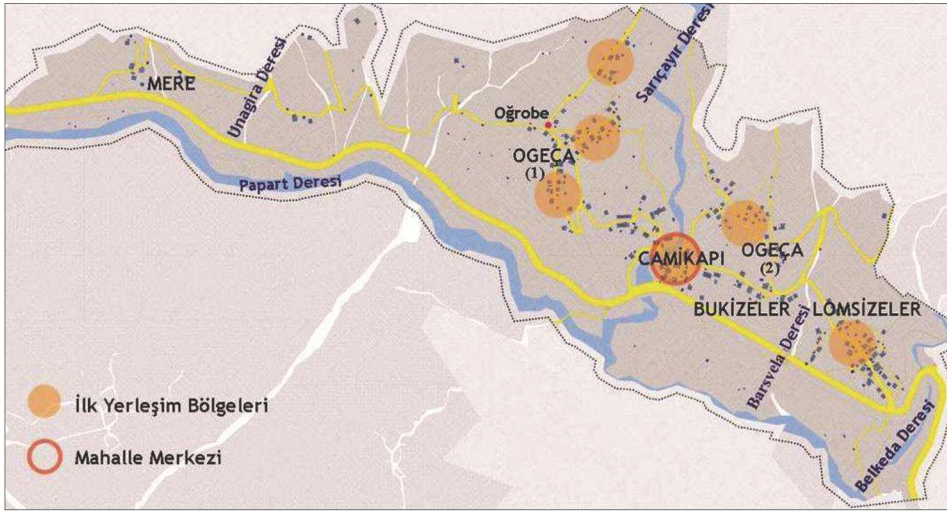 MERE
Unagira Deresi
Papart Deresi
Oğrobe
OGEÇA
(1)
Sarıçayır Deresi
CAMİKAPI
OGEÇA
(2)
BUKİZELER
LOMSİZELER
Barsvela Deresi
Belkeda Deresi
İlk Yerleşim Bölgeleri
Mahalle Merkezi